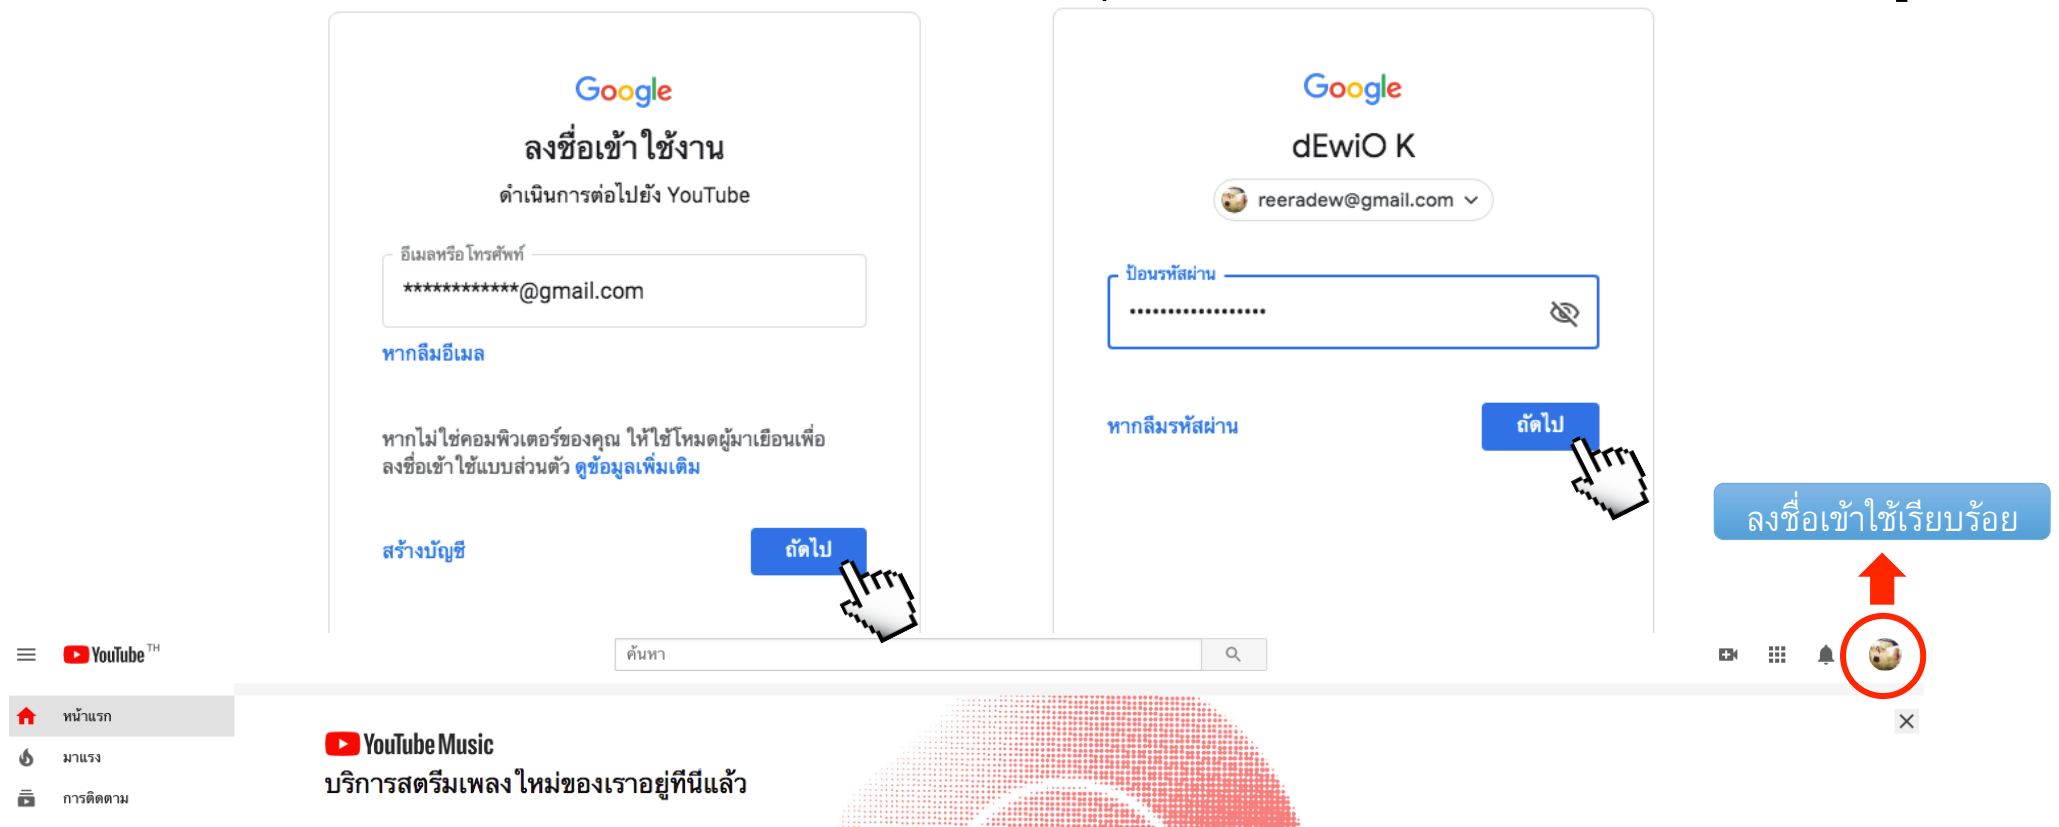 Google
ลงชื่อเข้าใช้งาน
ดำเนินการต่อไปยัง YouTube
อีเมลหรือโทรศัพท์
************@gmail.com
หากลืมอีเมล
หากไม่ใช่คอมพิวเตอร์ของคุณ ให้ใช้โหมดผู้มาเยือนเพื่อ
ลงชื่อเข้าใช้แบบส่วนตัว ดูข้อมูลเพิ่มเติม
สร้างบัญชี
ถัดไป
Google
dEwiO K
reeradew@gmail.com
ป้อนรหัสผ่าน
••••••••••••••••••
หากลืมรหัสผ่าน
ถัดไป
ลงชื่อเข้าใช้เรียบร้อย
YouTube TH
ค้นหา
หน้าแรก
มาแรง
การติดตาม
YouTube Music
บริการสตรีมเพลงใหม่ของเราอยู่ที่นี่แล้ว